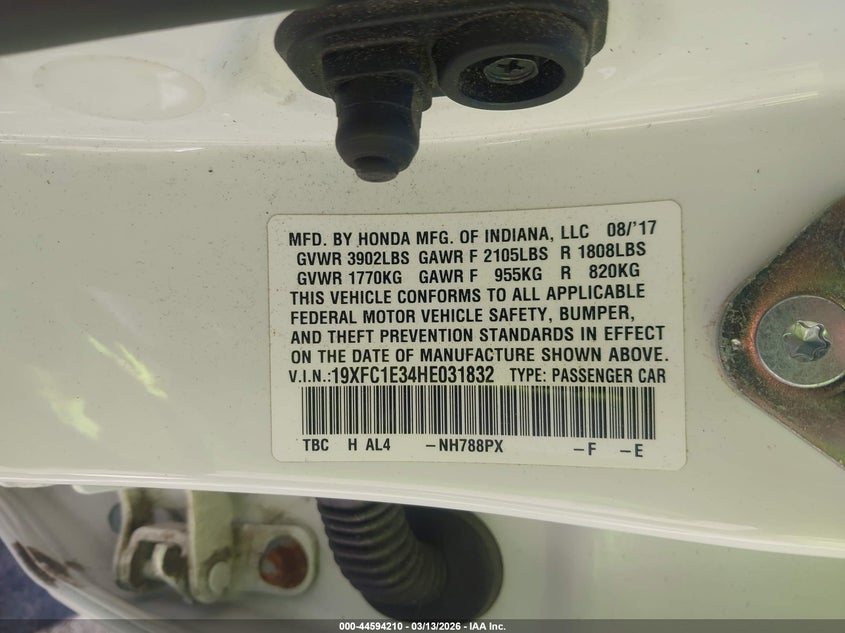 MFD. BY HONDA MFG. OF INDIANA, LLC 08/'17
GVWR 3902LBS GAWR F 2105LBS R 1808LBS
GVWR 1770KG GAWR F 955KG R 820KG
THIS VEHICLE CONFORMS TO ALL APPLICABLE
FEDERAL MOTOR VEHICLE SAFETY, BUMPER,
AND THEFT PREVENTION STANDARDS IN EFFECT
ON THE DATE OF MANUFACTURE SHOWN ABOVE.
V.I.N.:19XFC1E34HE031832 TYPE: PASSENGER CAR
TBC H AL4 –NH788PX –F –E
000-44594210 - 03/13/2026 - IAA Inc.